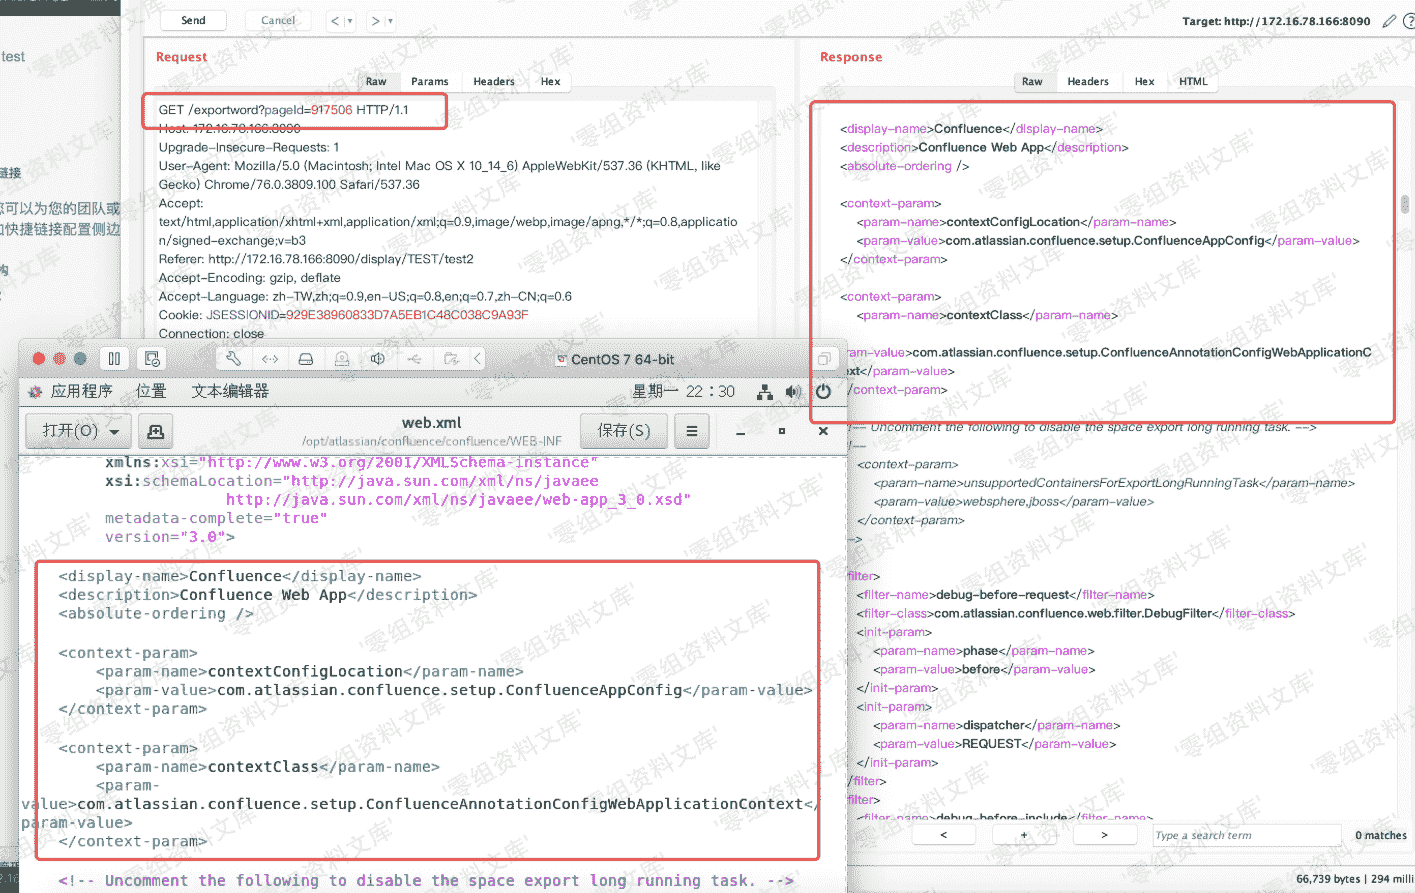 test
链接
您可以为您的团队或
如快捷链接配置侧边
构
Send
Cancel
<
>
Target: http://172.16.78.166:8090
Request
Raw
Params
Headers
Hex
GET /exportword?pageId=917506 HTTP/1.1
Host: 172.16.78.166:8090
Upgrade-Insecure-Requests: 1
User-Agent: Mozilla/5.0 (Macintosh; Intel Mac OS X 10_14_6) AppleWebKit/537.36 (KHTML, like
Gecko) Chrome/76.0.3809.100 Safari/537.36
Accept:
text/html,application/xhtml+xml,application/xml;q=0.9,image/webp,image/apng,*/*;q=0.8,applicatio
n/signed-exchange;v=b3
Referer: http://172.16.78.166:8090/display/TEST/test2
Accept-Encoding: gzip, deflate
Accept-Language: zh-TW,zh;q=0.9,en-US;q=0.8,en;q=0.7,zh-CN;q=0.6
Cookie: JSESSIONID=929E38960833D7A5EB1C48C038C9A93F
Connection: close
Response
Raw
Headers
Hex
HTML
<display-name>Confluence</display-name>
<description>Confluence Web App</description>
<absolute-ordering />
<context-param>
<param-name>contextConfigLocation</param-name>
<param-value>com.atlassian.confluence.setup.ConfluenceAppConfig</param-value>
</context-param>
<context-param>
<param-name>contextClass</param-name>
ram-value>com.atlassian.confluence.setup.ConfluenceAnnotationConfigWebApplicationC
ext</param-value>
/context-param>
!-- Uncomment the following to disable the space export long running task. -->
!--
<context-param>
<param-name>unsupportedContainersForExportLongRunningTask</param-name>
<param-value>websphere,jboss</param-value>
</context-param>
-->
filter>
<filter-name>debug-before-request</filter-name>
<filter-class>com.atlassian.confluence.web.filter.DebugFilter</filter-class>
<init-param>
<param-name>phase</param-name>
<param-value>before</param-value>
</init-param>
<init-param>
<param-name>dispatcher</param-name>
<param-value>REQUEST</param-value>
</init-param>
/filter>
filter>
<filter-name>debug-before-include</filter-name>
<
+
>
Type a search term
0 matches
66,739 bytes | 294 milli
CentOS 7 64-bit
应用程序
位置
文本编辑器
星期一 22：30
打开(O)
web.xml
/opt/atlassian/confluence/confluence/WEB-INF
保存(S)
xmlns:xsi="http://www.w3.org/2001/XMLSchema-instance"
xsi:schemaLocation="http://java.sun.com/xml/ns/javaee
http://java.sun.com/xml/ns/javaee/web-app_3_0.xsd"
metadata-complete="true"
version="3.0">
<display-name>Confluence</display-name>
<description>Confluence Web App</description>
<absolute-ordering />
<context-param>
<param-name>contextConfigLocation</param-name>
<param-value>com.atlassian.confluence.setup.ConfluenceAppConfig</param-value>
</context-param>
<context-param>
<param-name>contextClass</param-name>
<param-
value>com.atlassian.confluence.setup.ConfluenceAnnotationConfigWebApplicationContext</
param-value>
</context-param>
<!-- Uncomment the following to disable the space export long running task. -->
零组资料文库